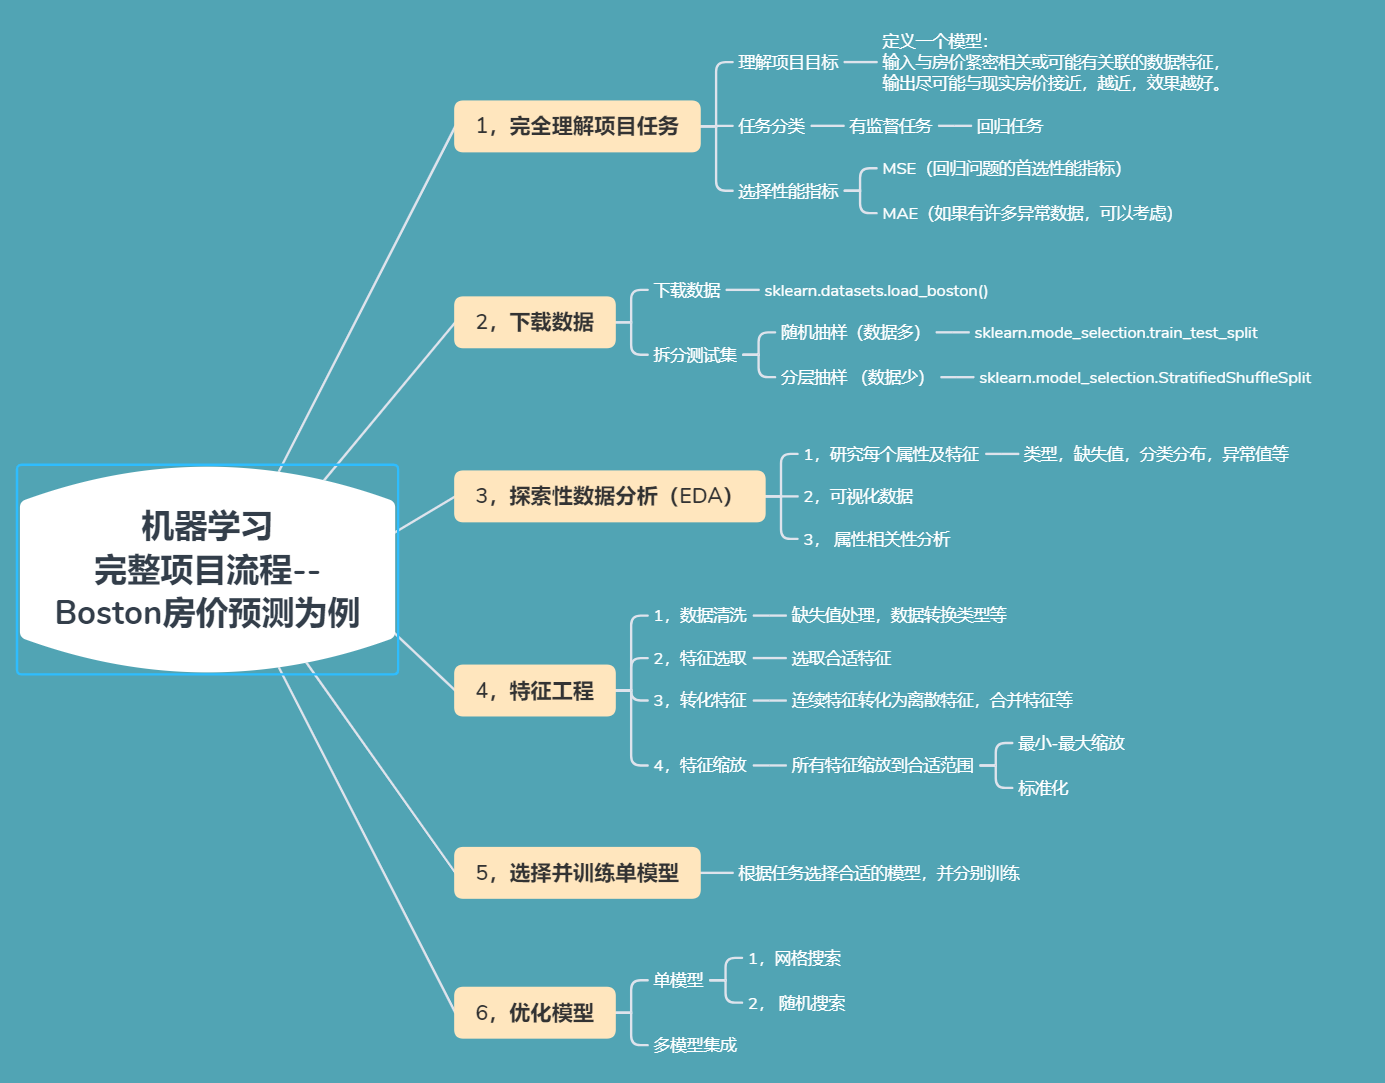 机器学习
完整项目流程--
Boston房价预测为例
1，完全理解项目任务
理解项目目标
定义一个模型：
输入与房价紧密相关或可能有关联的数据特征，
输出尽可能与现实房价接近，越近，效果越好。
任务分类
有监督任务
回归任务
选择性能指标
MSE（回归问题的首选性能指标）
MAE（如果有许多异常数据，可以考虑）
2，下载数据
下载数据
sklearn.datasets.load_boston()
拆分测试集
随机抽样（数据多）
sklearn.mode_selection.train_test_split
分层抽样 （数据少）
sklearn.model_selection.StratifiedShuffleSplit
3，探索性数据分析（EDA）
1，研究每个属性及特征
类型，缺失值，分类分布，异常值等
2，可视化数据
3， 属性相关性分析
4，特征工程
1，数据清洗
缺失值处理，数据转换类型等
2，特征选取
选取合适特征
3，转化特征
连续特征转化为离散特征，合并特征等
4，特征缩放
所有特征缩放到合适范围
最小-最大缩放
标准化
5，选择并训练单模型
根据任务选择合适的模型，并分别训练
6，优化模型
单模型
1，网格搜索
2， 随机搜索
多模型集成